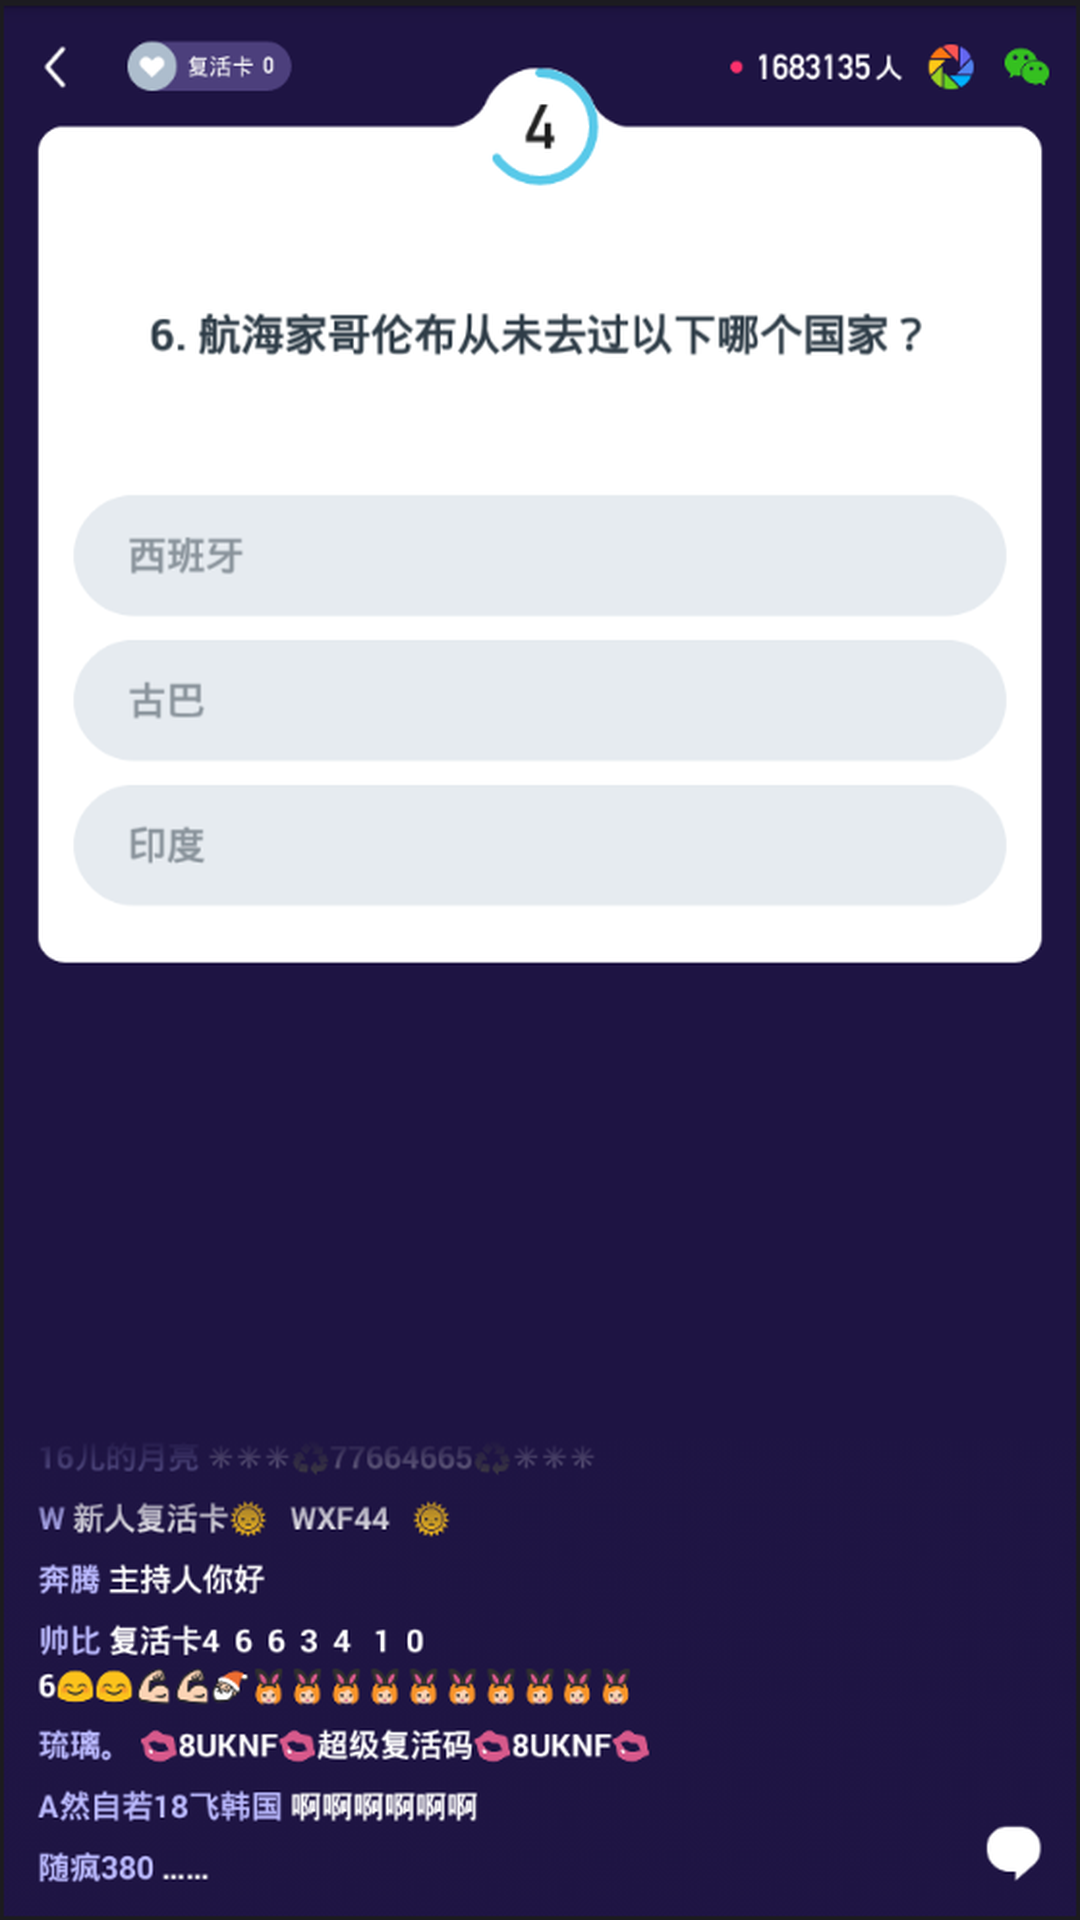 复活卡 0
1683135人
4
6. 航海家哥伦布从未去过以下哪个国家？
西班牙
古巴
印度
16儿的月亮 ✳✳✳♻77664665♻✳✳✳
W 新人复活卡🌞 WXF44 🌞
奔腾 主持人你好
帅比 复活卡4 6 6 3 4 1 0
6😊😊💪💪🎅👯👯👯👯👯👯👯👯👯👯
琉璃。 💋8UKNF💋超级复活码💋8UKNF💋
A然自若18飞韩国 啊啊啊啊啊啊
随疯380 ......